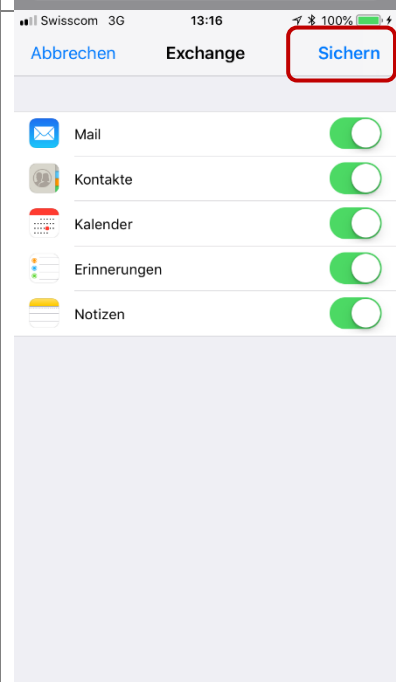 Swisscom 3G 13:16 100%
Abbrechen Exchange Sichern
Mail
Kontakte
Kalender
Erinnerungen
Notizen